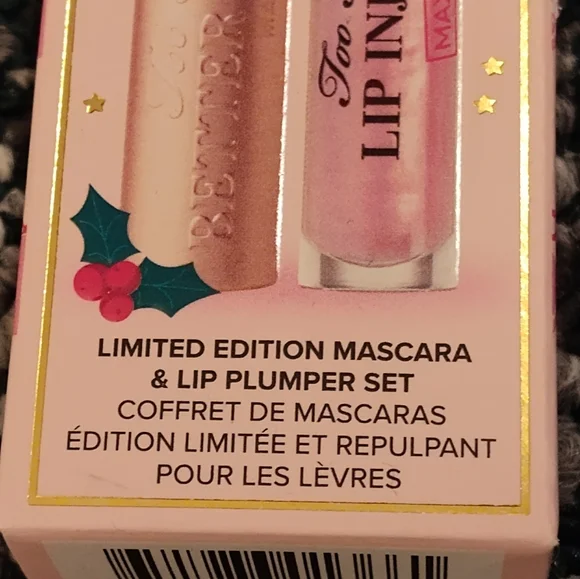 Too
BETTER
Too
LIP INJ
MAX
LIMITED EDITION MASCARA
& LIP PLUMPER SET
COFFRET DE MASCARAS
ÉDITION LIMITÉE ET REPULPANT
POUR LES LÈVRES